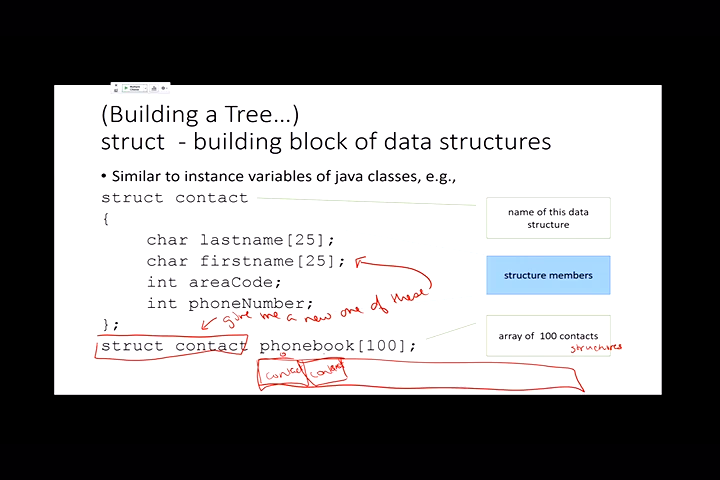 (Building a Tree...)
struct - building block of data structures
• Similar to instance variables of java classes, e.g.,
struct contact
{
char lastname[25];
char firstname[25];
int areaCode;
int phoneNumber;
};
struct contact phonebook[100];
name of this data
structure
structure members
array of 100 contacts
structures
give me a new one of these
contact contact